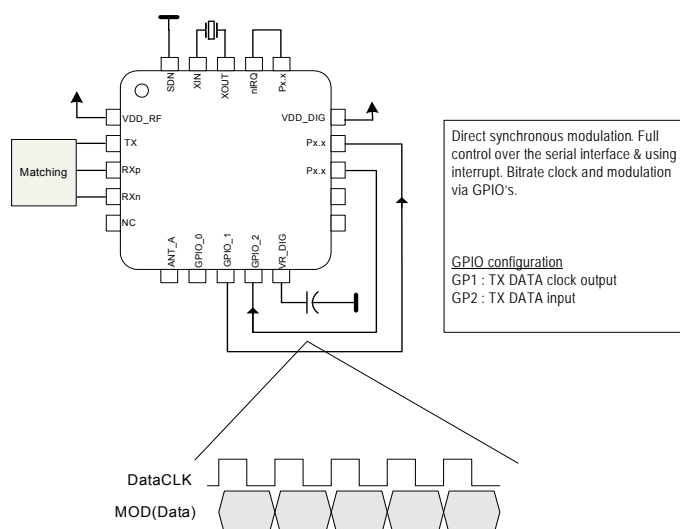 SDN
XIN
XOUT
nIRQ
Px.x
VDD_RF
VDD_DIG
TX
Px.x
Matching
RXp
Px.x
RXn
NC
ANT_A
GPIO_0
GPIO_1
GPIO_2
VR_DIG
Direct synchronous modulation. Full
control over the serial interface & using
interrupt. Bitrate clock and modulation
via GPIO's.
GPIO configuration
GP1 : TX DATA clock output
GP2 : TX DATA input
DataCLK
MOD(Data)